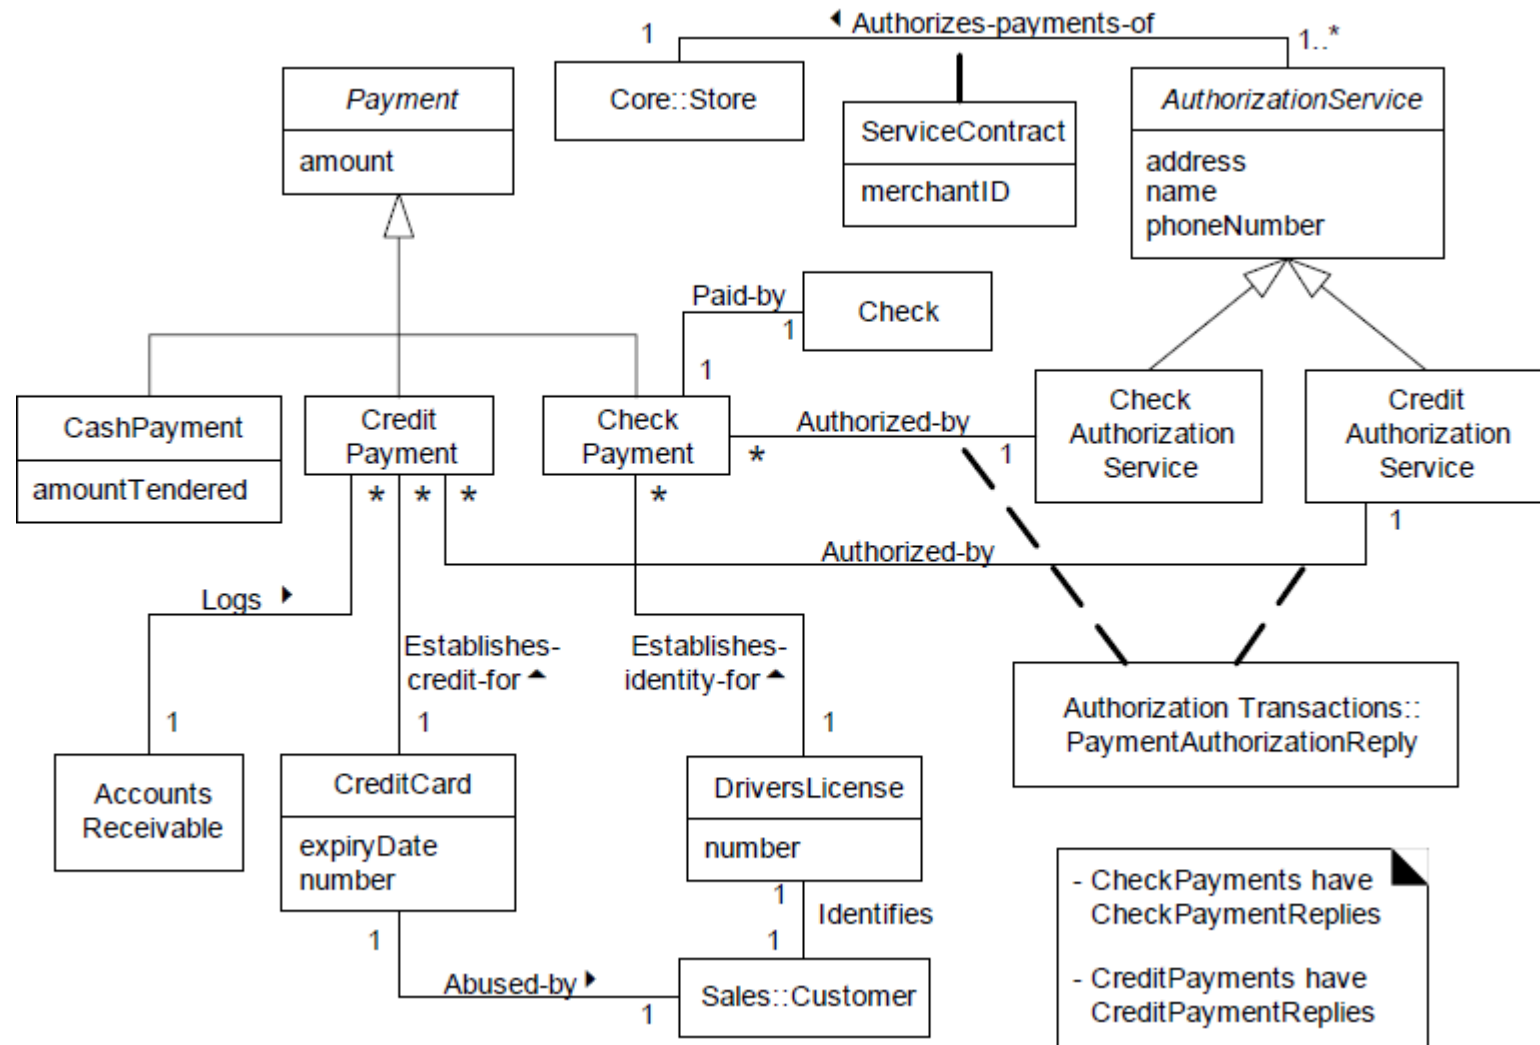 Authorizes-payments-of
1
1..*
Payment
amount
Core::Store
ServiceContract
merchantID
AuthorizationService
address
name
phoneNumber
Paid-by
1
Check
1
CashPayment
amountTendered
Credit
Payment
Check
Payment
Authorized-by
*
1
Check
Authorization
Service
Credit
Authorization
Service
* * *
*
1
Authorized-by
Logs
Establishes-
credit-for
Establishes-
identity-for
1
1
1
Authorization Transactions::
PaymentAuthorizationReply
Accounts
Receivable
CreditCard
expiryDate
number
DriversLicense
number
1
1
Identifies
1
Abused-by
1
Sales::Customer
- CheckPayments have
CheckPaymentReplies
- CreditPayments have
CreditPaymentReplies